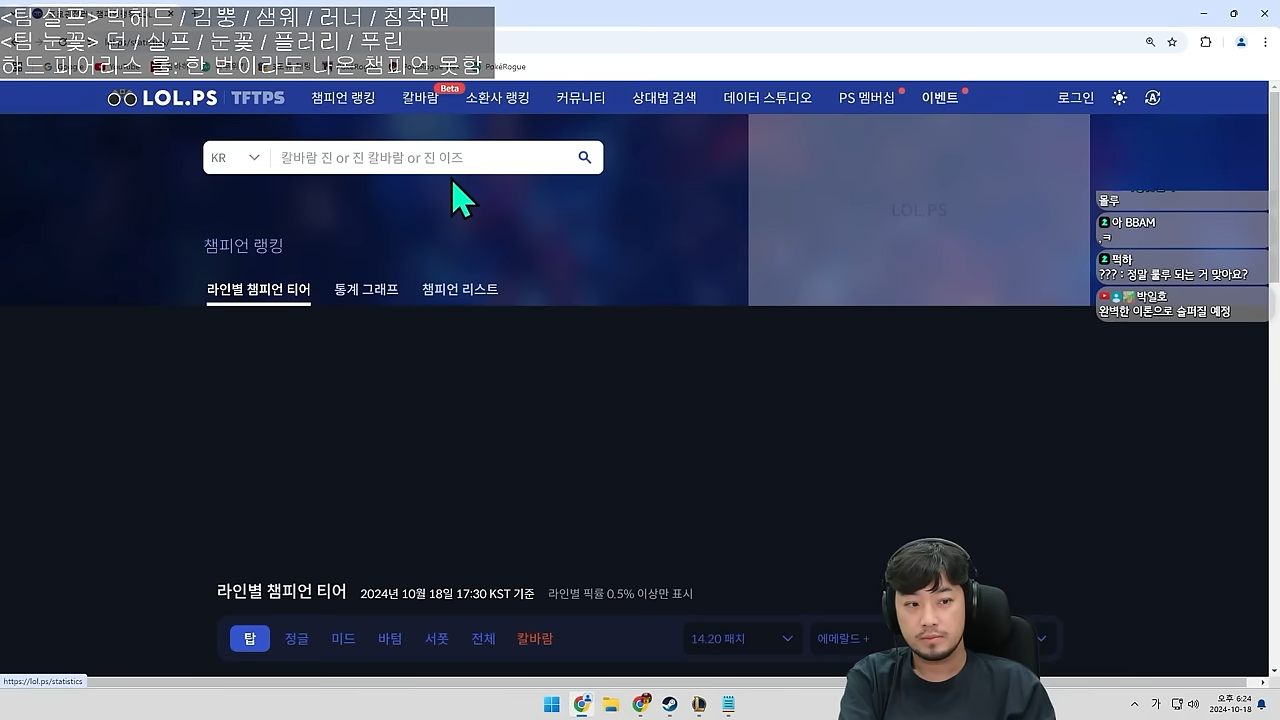 <팀 실프> 빅헤드 / 김뿡 / 샘웨 / 러너 / 침착맨
<팀 눈꽃> 던 / 실프 / 눈꽃 / 플러리 / 푸린
하드 피어리스 룰: 한 번이라도 나온 챔피언 못함
PokéRogue
LOL.PS TFTPS 챔피언 랭킹 칼바람 Beta 소환사 랭킹 커뮤니티 상대법 검색 데이터 스튜디오 PS 멤버십 이벤트 로그인
KR 칼바람 진 or 진 칼바람 or 진 이즈
LOL.PS
몰루
2 아 BBAM
,ㅋ
2 퍽하
??? : 정말 룰루 되는 거 맞아요?
박일호
완벽한 이론으로 슬퍼질 예정
챔피언 랭킹
라인별 챔피언 티어 통계 그래프 챔피언 리스트
라인별 챔피언 티어 2024년 10월 18일 17:30 KST 기준 라인별 픽률 0.5% 이상만 표시
탑 정글 미드 바텀 서폿 전체 칼바람 14.20 패치 에메랄드 +
https://lol.ps/statistics
가 오후 6:24
2024-10-18